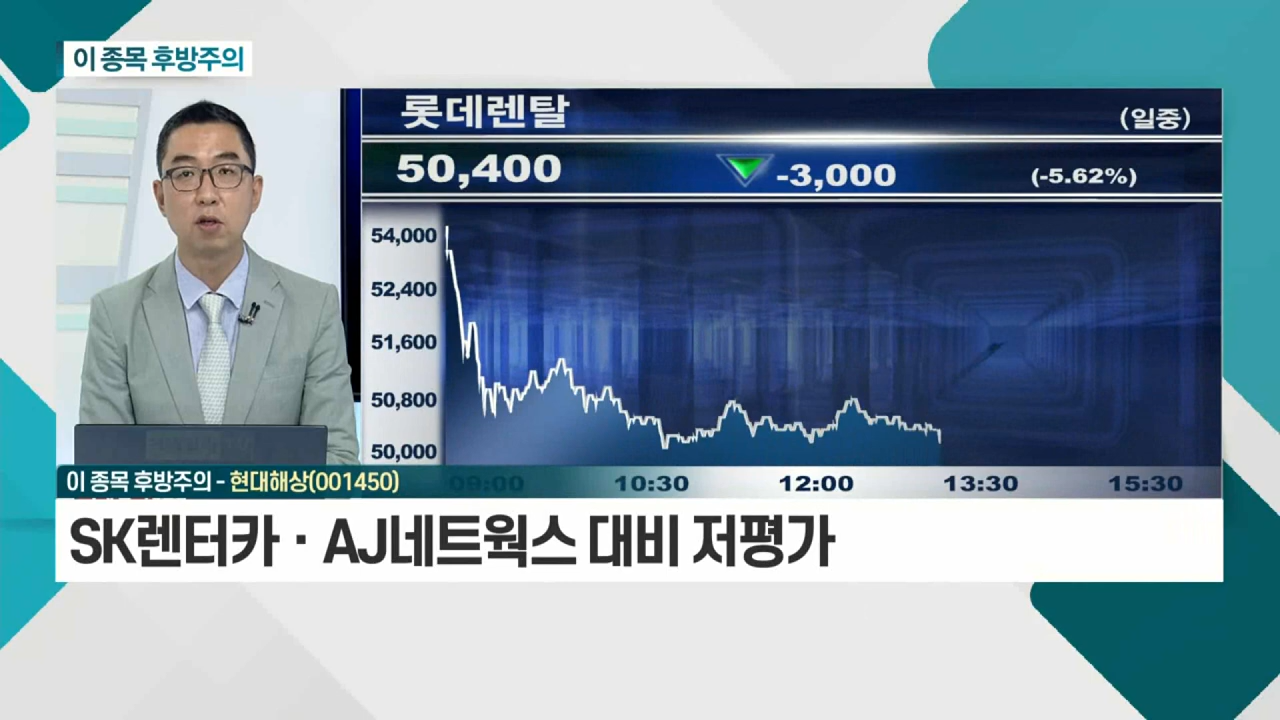 이 종목 후방주의
롯데렌탈 (일중)
50,400 -3,000 (-5.62%)
54,000
52,400
51,600
50,800
50,000
09:00 10:30 12:00 13:30 15:30
이 종목 후방주의 - 현대해상(001450)
SK렌터카 · AJ네트웍스 대비 저평가